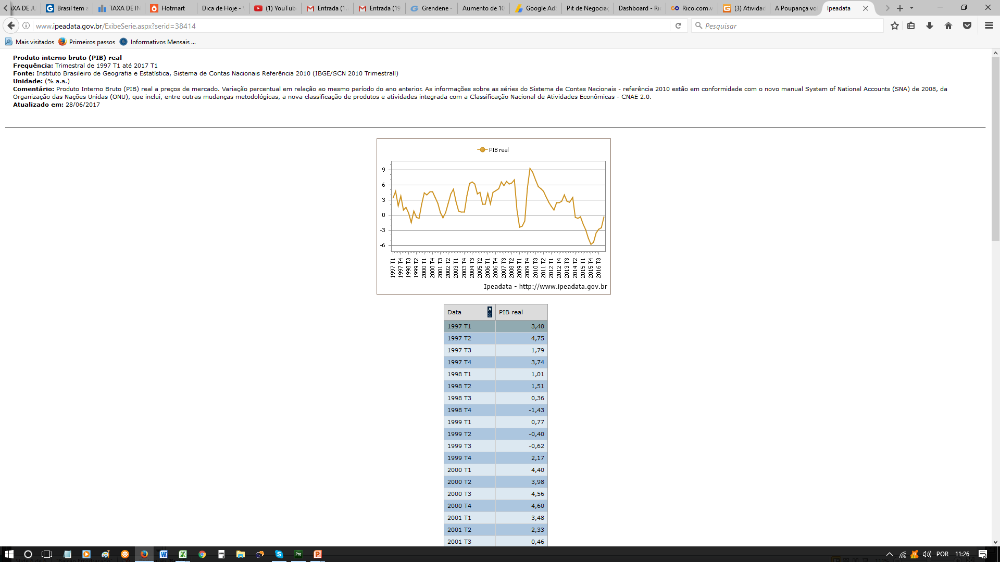 AXA DE JU
Brasil tem a
TAXA DE IN
Hotmart
Dica de Hoje - V
(1) YouTub
Entrada (1.7
Entrada (19
Grendene -
Aumento de 10
Google AdS
Pit de Negociaç
Dashboard - Ric
Rico.com.v
(3) Atividad
A Poupança vo
Ipeadata
www.ipeadata.gov.br/ExibeSerie.aspx?serid=38414
Pesquisar
Mais visitados
Primeiros passos
Informativos Mensais ...
Produto interno bruto (PIB) real
Frequência: Trimestral de 1997 T1 até 2017 T1
Fonte: Instituto Brasileiro de Geografia e Estatística, Sistema de Contas Nacionais Referência 2010 (IBGE/SCN 2010 Trimestrall)
Unidade: (% a.a.)
Comentário: Produto Interno Bruto (PIB) real a preços de mercado. Variação percentual em relação ao mesmo período do ano anterior. As informações sobre as séries do Sistema de Contas Nacionais - referência 2010 estão em conformidade com o novo manual System of National Accounts (SNA) de 2008, da
Organização das Nações Unidas (ONU), que inclui, entre outras mudanças metodológicas, a nova classificação de produtos e atividades integrada com a Classificação Nacional de Atividades Econômicas - CNAE 2.0.
Atualizado em: 28/06/2017
PIB real
9
6
3
0
-3
-6
1997 T1
1997 T4
1998 T3
1999 T2
2000 T1
2000 T4
2001 T3
2002 T2
2003 T1
2003 T4
2004 T3
2005 T2
2006 T1
2006 T4
2007 T3
2008 T2
2009 T1
2009 T4
2010 T3
2011 T2
2012 T1
2012 T4
2013 T3
2014 T2
2015 T1
2015 T4
2016 T3
Ipeadata - http://www.ipeadata.gov.br
Data AZ PIB real
1997 T1 3,40
1997 T2 4,75
1997 T3 1,79
1997 T4 3,74
1998 T1 1,01
1998 T2 1,51
1998 T3 0,36
1998 T4 -1,43
1999 T1 0,77
1999 T2 -0,40
1999 T3 -0,62
1999 T4 2,17
2000 T1 4,40
2000 T2 3,98
2000 T3 4,56
2000 T4 4,60
2001 T1 3,48
2001 T2 2,33
2001 T3 0,46
Pro
POR
11:26